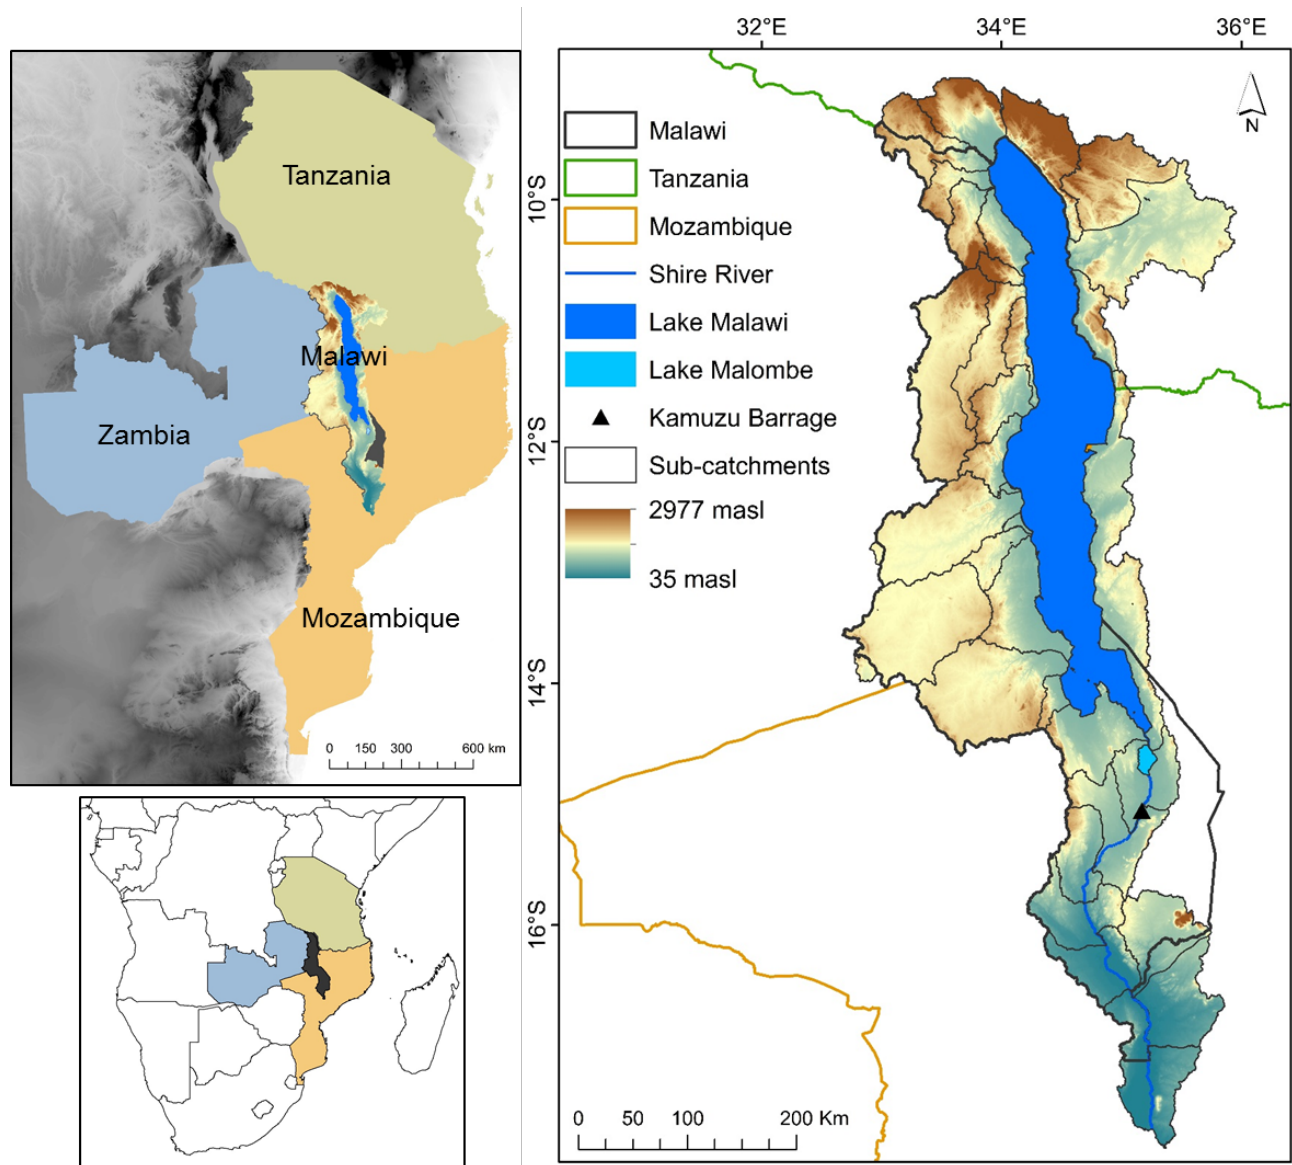 Tanzania
Malawi
Zambia
Mozambique
0 150 300 600 km
32°E 34°E 36°E
10°S
12°S
14°S
16°S
N
Malawi
Tanzania
Mozambique
Shire River
Lake Malawi
Lake Malombe
Kamuzu Barrage
Sub-catchments
2977 masl
35 masl
0 50 100 200 Km